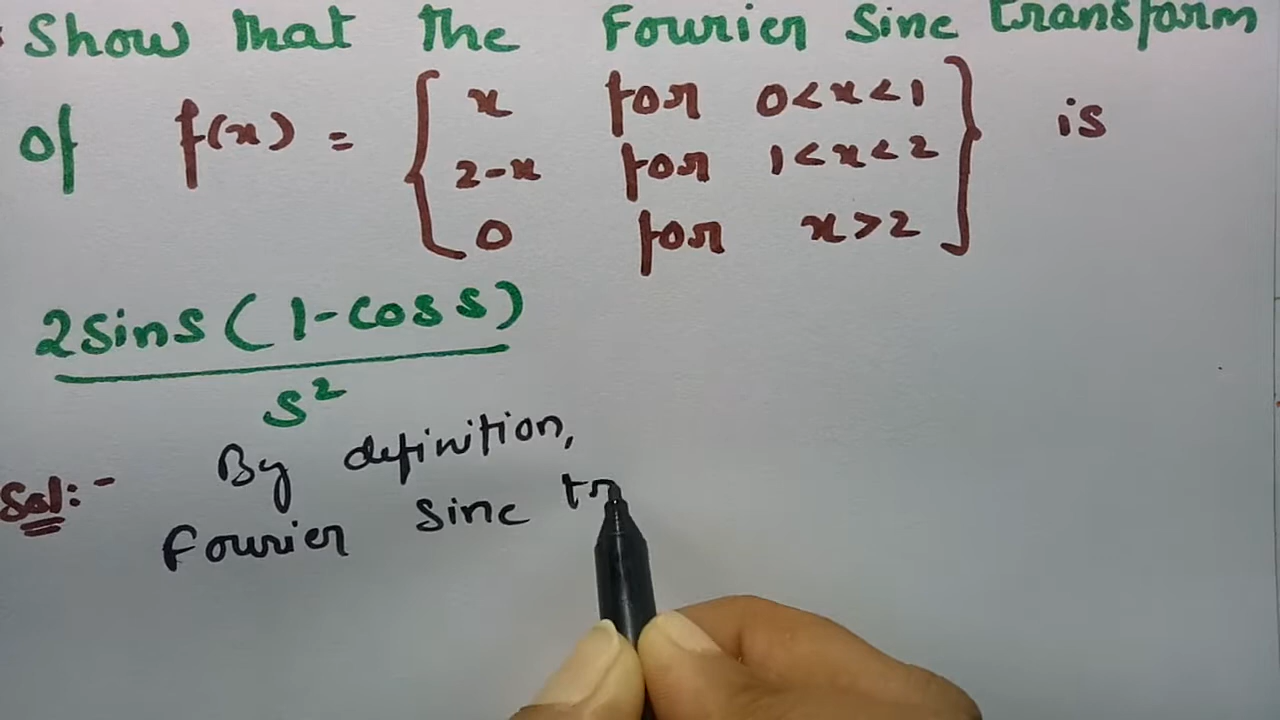 Show that the Fourier Sine transform
of f(x) = { x for 0<x<1
2-x for 1<x<2
0 for x>2 } is
2sins(1-cos s)
s²
Sol:- By definition,
Fourier sine tr